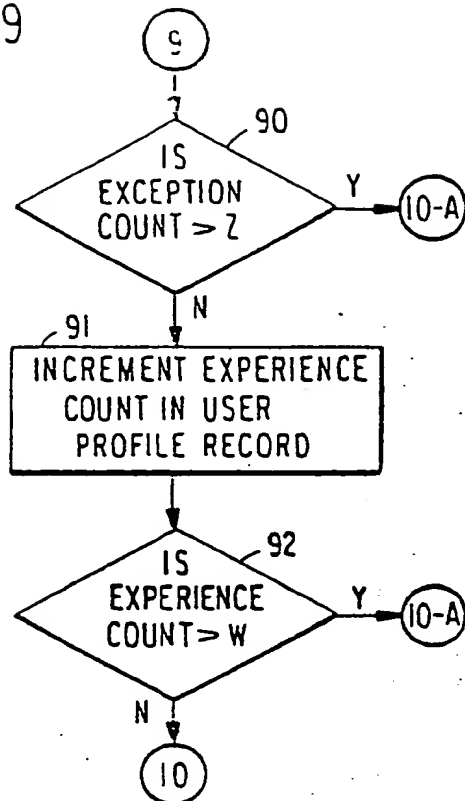 9
9
90
IS
EXCEPTION
COUNT > Z
Y
10-A
N
91
INCREMENT EXPERIENCE
COUNT IN USER
PROFILE RECORD
92
IS
EXPERIENCE
COUNT > W
Y
10-A
N
10